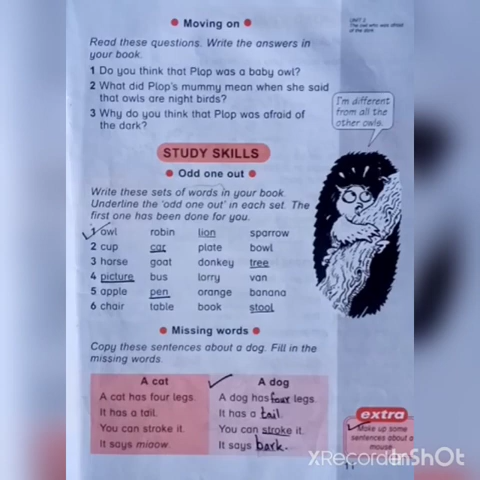 Moving on
UNIT 2
The owl who was afraid
of the dark
Read these questions. Write the answers in
your book.
1 Do you think that Plop was a baby owl?
2 What did Plop's mummy mean when she said
that owls are night birds?
3 Why do you think that Plop was afraid of
the dark?
I'm different
from all the
other owls.
STUDY SKILLS
Odd one out
Write these sets of words in your book.
Underline the 'odd one out' in each set. The
first one has been done for you.
1 owl robin lion sparrow
2 cup car plate bowl
3 horse goat donkey tree
4 picture bus lorry van
5 apple pen orange banana
6 chair table book stool
Missing words
Copy these sentences about a dog. Fill in the
missing words.
A cat
A cat has four legs.
It has a tail.
You can stroke it.
It says miaow.
A dog
A dog has four legs.
It has a tail.
You can stroke it.
It says bark.
extra
Make up some
sentences about a
mouse.
XRecorder
InShOt